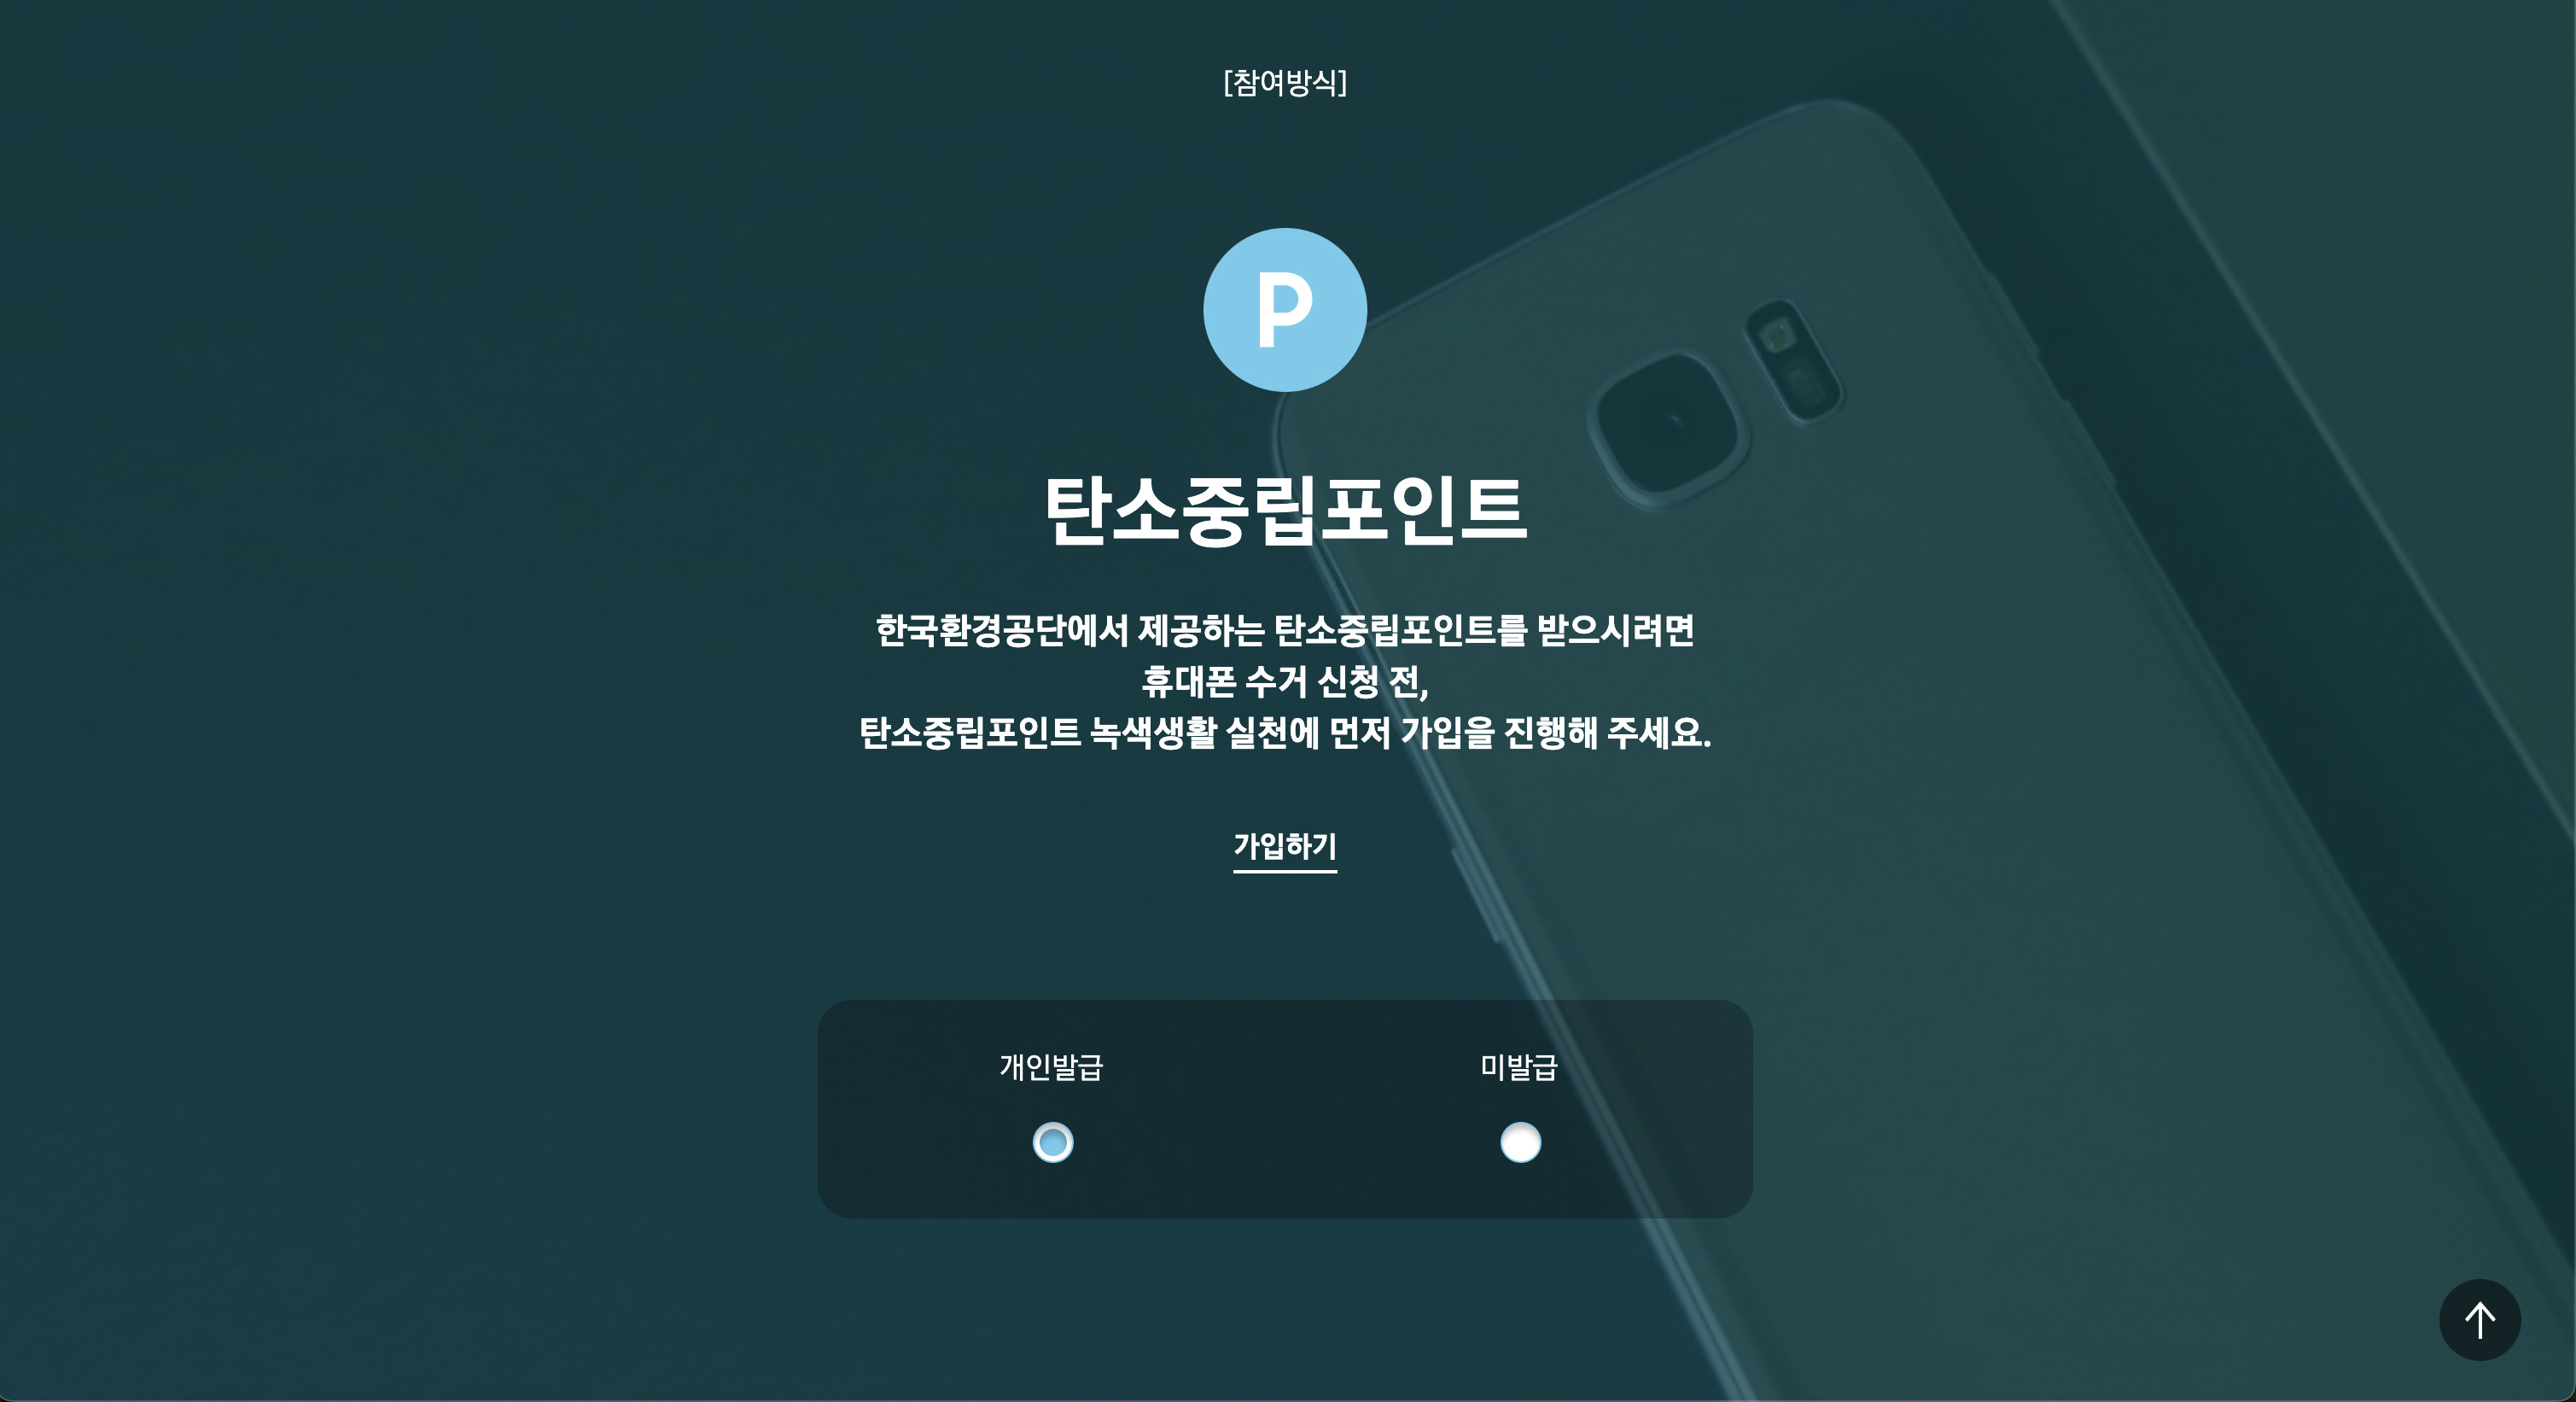 [참여방식]
P
탄소중립포인트
한국환경공단에서 제공하는 탄소중립포인트를 받으시려면
휴대폰 수거 신청 전,
탄소중립포인트 녹색생활 실천에 먼저 가입을 진행해 주세요.
가입하기
개인발급 미발급